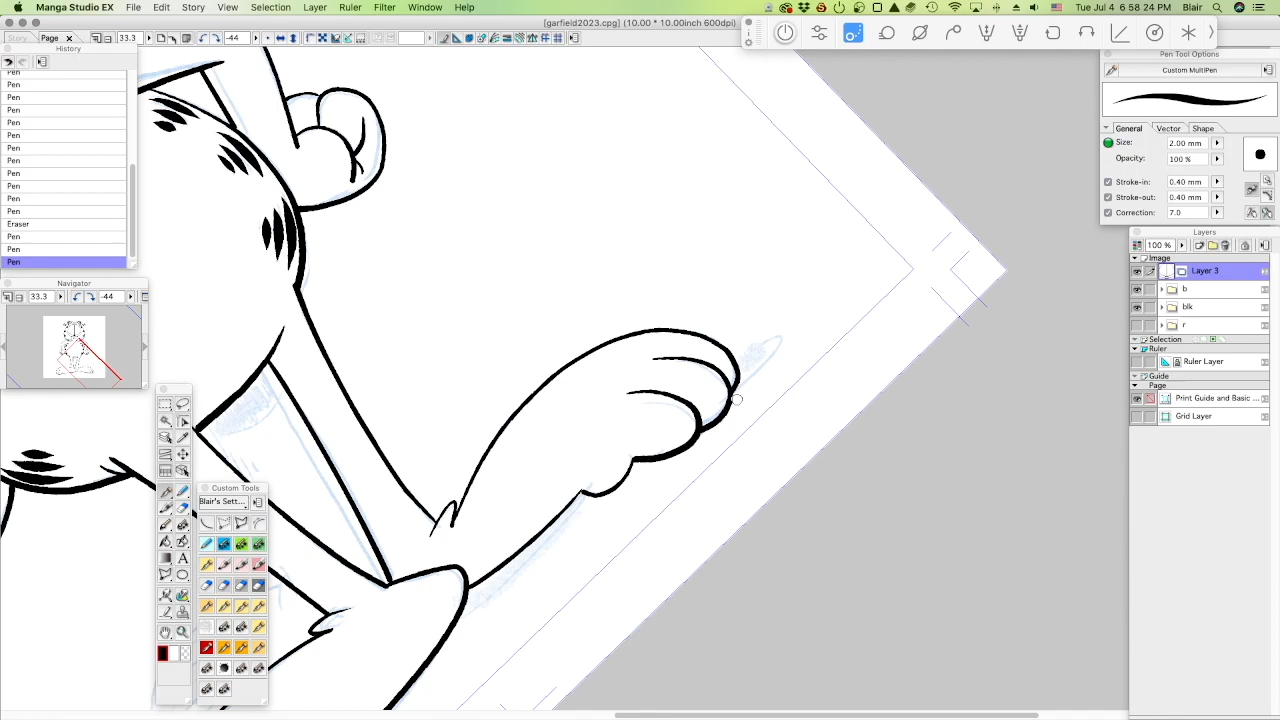 Manga Studio EX File Edit Story View Selection Layer Ruler Filter Window Help Tue Jul 4 6:58:24 PM Blair
[garfield2023.cpg] (10.00 * 10.00inch 600dpi)
Story Page 33.3 -44
History
Pen
Pen
Pen
Pen
Pen
Pen
Pen
Pen
Pen
Pen
Pen
Pen
Eraser
Pen
Pen
Pen
Navigator
33.3 -44
Custom Tools
Blair's Sett...
Pen Tool Options
Custom MultiPen
General Vector Shape
Size: 2.00 mm
Opacity: 100 %
Stroke-in: 0.40 mm
Stroke-out: 0.40 mm
Correction: 7.0
Layers
100 %
Image
Layer 3
b
blk
r
Selection
Ruler
Ruler Layer
Guide
Page
Print Guide and Basic ...
Grid Layer